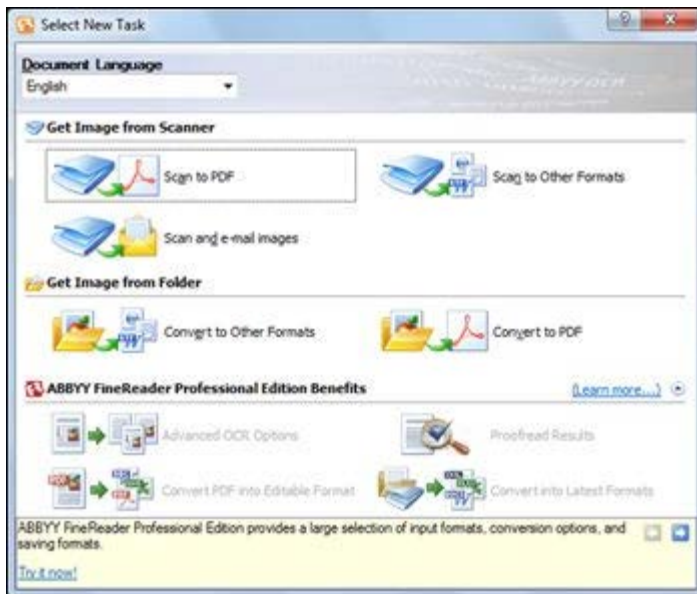 Select New Task
Document Language
English
Get Image from Scanner
Scan to PDF
Scan to Other Formats
Scan and e-mail images
Get Image from Folder
Convert to Other Formats
Convert to PDF
ABBYY FineReader Professional Edition Benefits
(Learn more...)
Advanced OCR Options
Proofread Results
Convert PDF into Editable Format
Convert into Latest Formats
ABBYY FineReader Professional Edition provides a large selection of input formats, conversion options, and
saving formats.
Try it now!